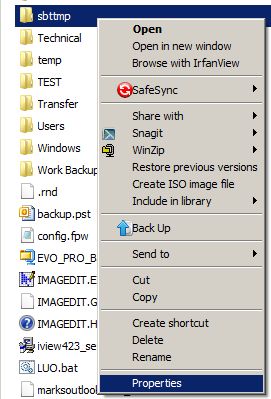 sbttmp
Technical
temp
TEST
Transfer
Users
Windows
Work Backup
.rnd
backup.pst
config.fpw
EVO_PRO_B
IMAGEDIT.E
IMAGEDIT.G
IMAGEDIT.H
iview423_se
LUO.bat
marksoutloo
Open
Open in new window
Browse with IrfanView
SafeSync
Share with
Snagit
WinZip
Restore previous versions
Create ISO image file
Include in library
Back Up
Send to
Cut
Copy
Create shortcut
Delete
Rename
Properties